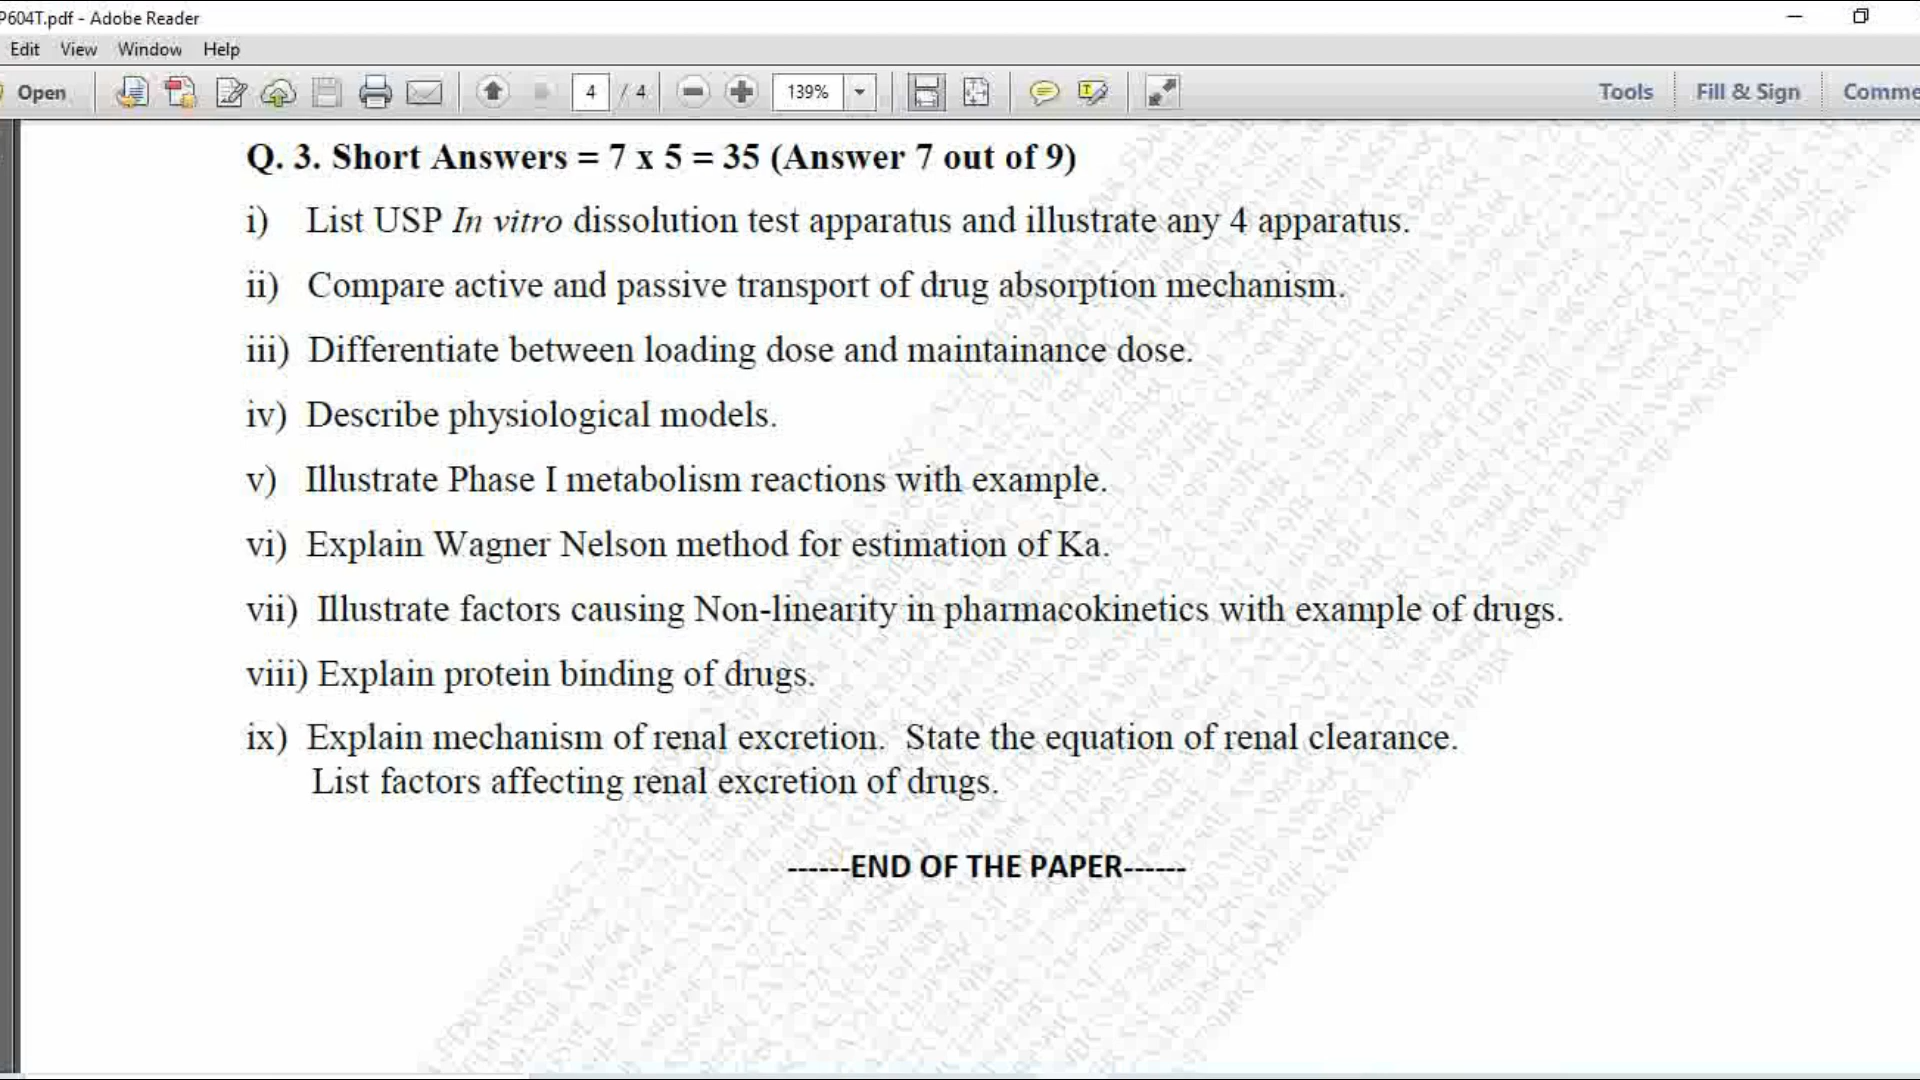 P604T.pdf - Adobe Reader
Edit View Window Help
Open 4 / 4 139% Tools Fill & Sign Comme
Q. 3. Short Answers = 7 x 5 = 35 (Answer 7 out of 9)
i) List USP In vitro dissolution test apparatus and illustrate any 4 apparatus.
ii) Compare active and passive transport of drug absorption mechanism.
iii) Differentiate between loading dose and maintainance dose.
iv) Describe physiological models.
v) Illustrate Phase I metabolism reactions with example.
vi) Explain Wagner Nelson method for estimation of Ka.
vii) Illustrate factors causing Non-linearity in pharmacokinetics with example of drugs.
viii) Explain protein binding of drugs.
ix) Explain mechanism of renal excretion. State the equation of renal clearance.
List factors affecting renal excretion of drugs.
------END OF THE PAPER------